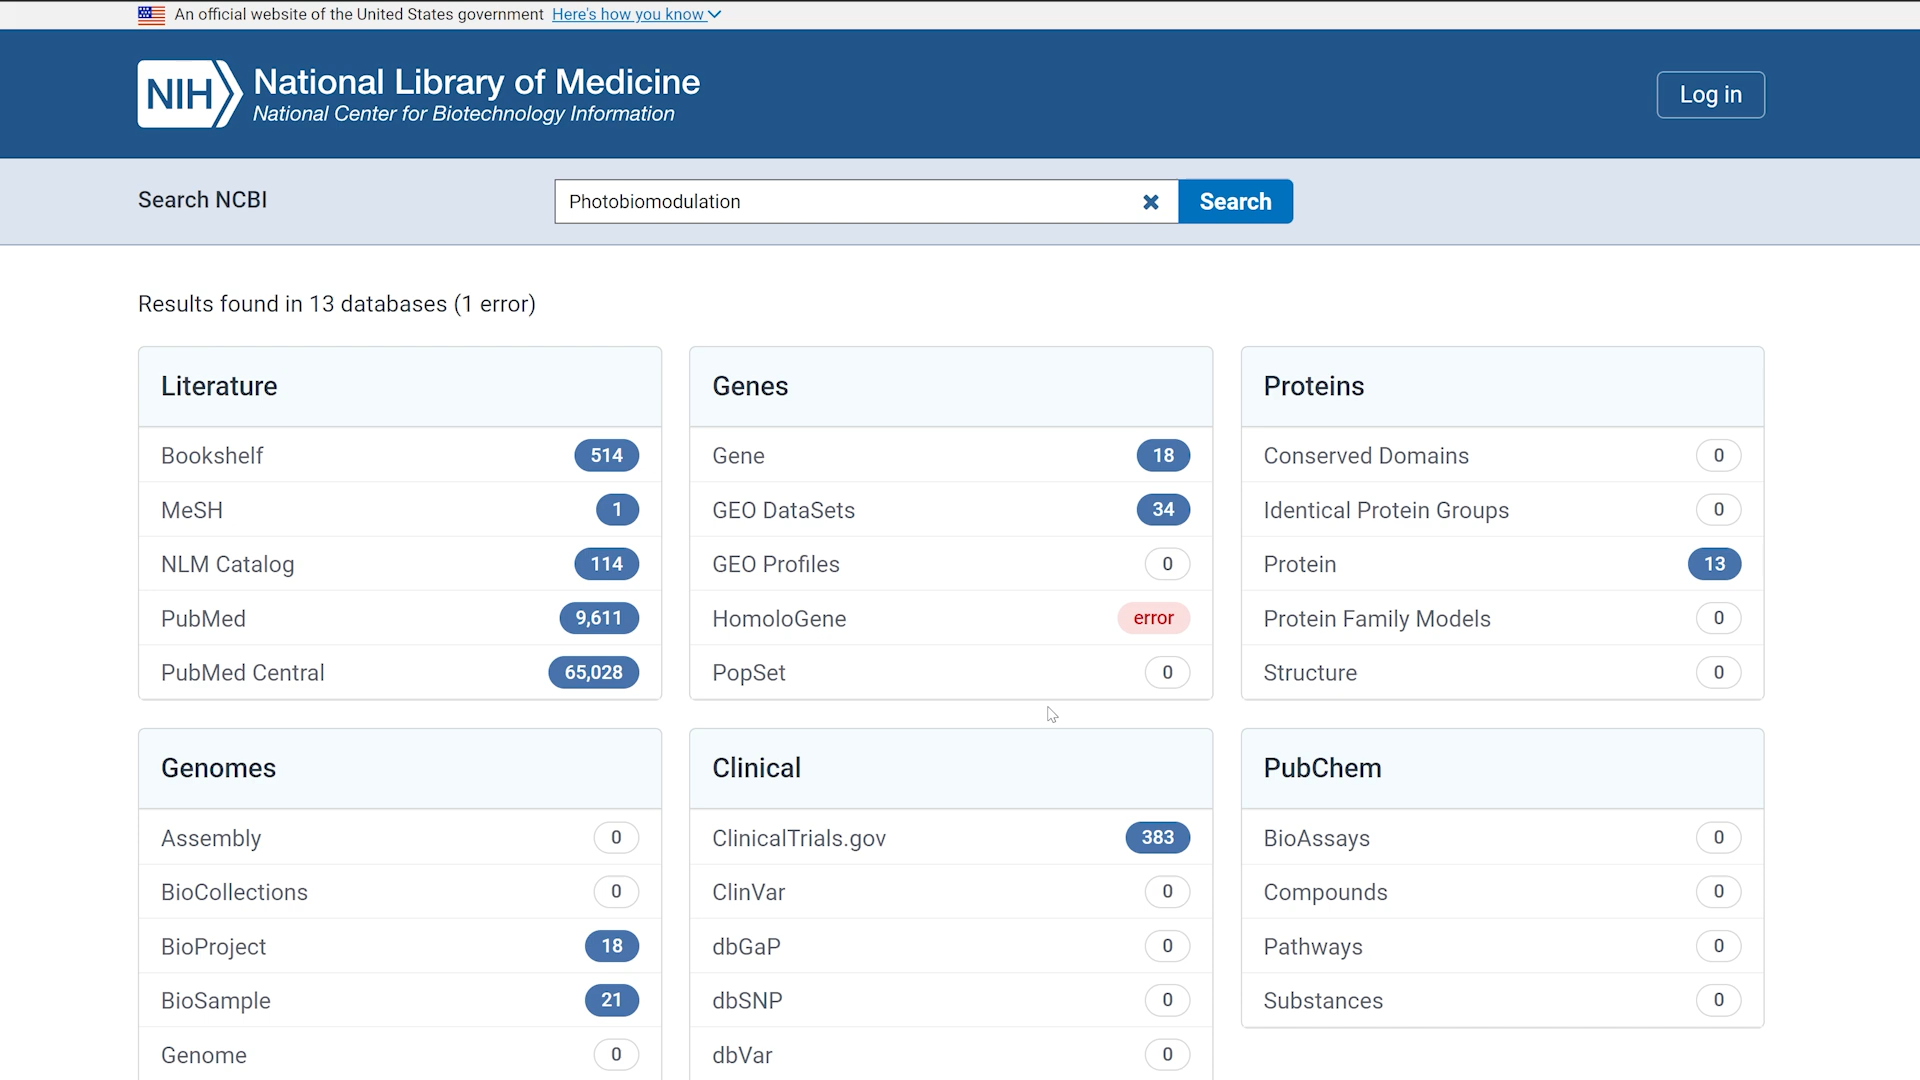 An official website of the United States government Here's how you know
NIH National Library of Medicine
National Center for Biotechnology Information
Log in
Search NCBI
Photobiomodulation
Search
Results found in 13 databases (1 error)
Literature
Bookshelf 514
MeSH 1
NLM Catalog 114
PubMed 9,611
PubMed Central 65,028
Genes
Gene 18
GEO DataSets 34
GEO Profiles 0
HomoloGene error
PopSet 0
Proteins
Conserved Domains 0
Identical Protein Groups 0
Protein 13
Protein Family Models 0
Structure 0
Genomes
Assembly 0
BioCollections 0
BioProject 18
BioSample 21
Genome 0
Clinical
ClinicalTrials.gov 383
ClinVar 0
dbGaP 0
dbSNP 0
dbVar 0
PubChem
BioAssays 0
Compounds 0
Pathways 0
Substances 0